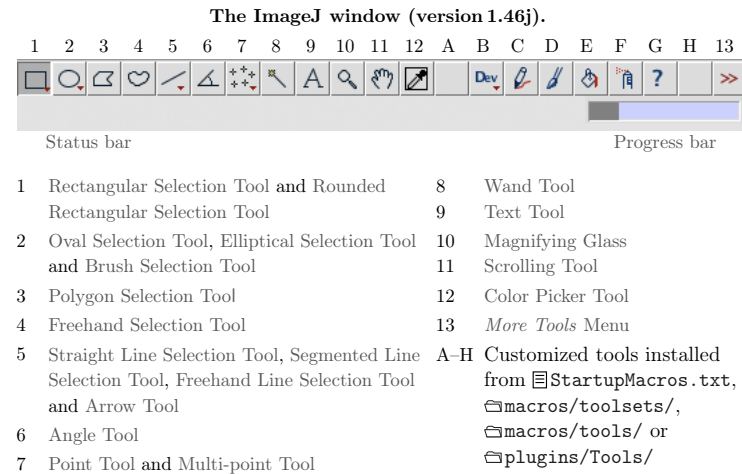 The ImageJ window (version 1.46j).
1 2 3 4 5 6 7 8 9 10 11 12 A B C D E F G H 13
A Dev ? >>
Status bar Progress bar
1 Rectangular Selection Tool and Rounded
Rectangular Selection Tool
2 Oval Selection Tool, Elliptical Selection Tool
and Brush Selection Tool
3 Polygon Selection Tool
4 Freehand Selection Tool
5 Straight Line Selection Tool, Segmented Line
Selection Tool, Freehand Line Selection Tool
and Arrow Tool
6 Angle Tool
7 Point Tool and Multi-point Tool
8 Wand Tool
9 Text Tool
10 Magnifying Glass
11 Scrolling Tool
12 Color Picker Tool
13 More Tools Menu
A–H Customized tools installed
from StartupMacros.txt,
macros/toolsets/,
macros/tools/ or
plugins/Tools/